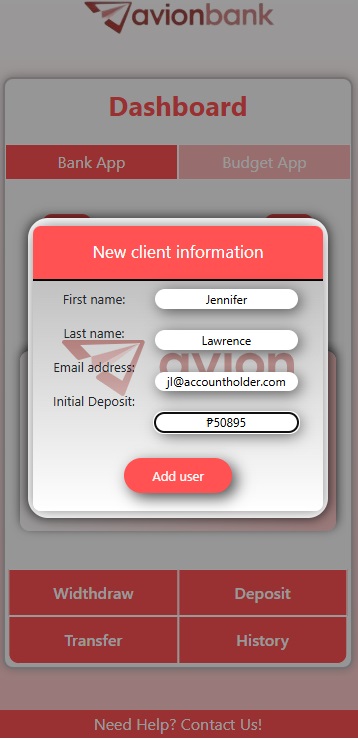 avionbank
Dashboard
Bank App
Budget App
New client information
First name:
Jennifer
Last name:
Lawrence
avion
Email address:
jl@accountholder.com
Initial Deposit:
₱50895
Add user
Widthdraw
Deposit
Transfer
History
Need Help? Contact Us!